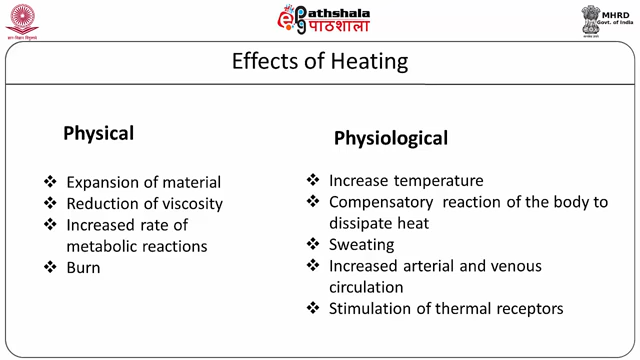 Pathshala
पाठशाला
MHRD
Govt. of India
Effects of Heating
Physical
❖ Expansion of material
❖ Reduction of viscosity
❖ Increased rate of
metabolic reactions
❖ Burn
Physiological
❖ Increase temperature
❖ Compensatory reaction of the body to
dissipate heat
❖ Sweating
❖ Increased arterial and venous
circulation
❖ Stimulation of thermal receptors